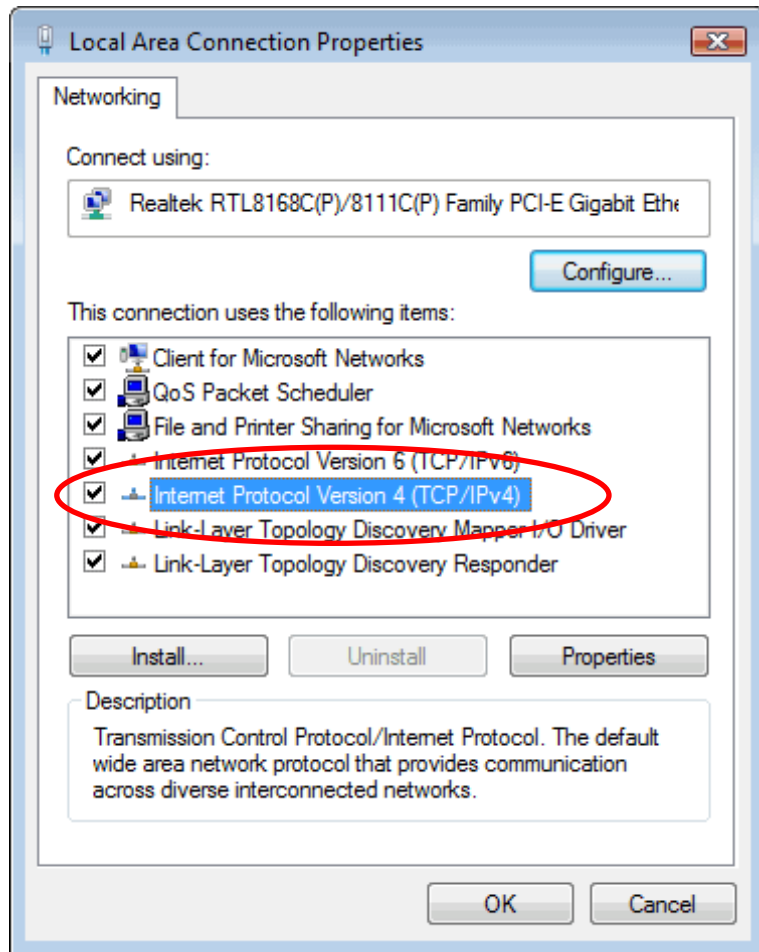 Local Area Connection Properties
Networking
Connect using:
Realtek RTL8168C(P)/8111C(P) Family PCI-E Gigabit Ethe
Configure...
This connection uses the following items:
Client for Microsoft Networks
QoS Packet Scheduler
File and Printer Sharing for Microsoft Networks
Internet Protocol Version 6 (TCP/IPv6)
Internet Protocol Version 4 (TCP/IPv4)
Link-Layer Topology Discovery Mapper I/O Driver
Link-Layer Topology Discovery Responder
Install... Uninstall Properties
Description
Transmission Control Protocol/Internet Protocol. The default
wide area network protocol that provides communication
across diverse interconnected networks.
OK Cancel